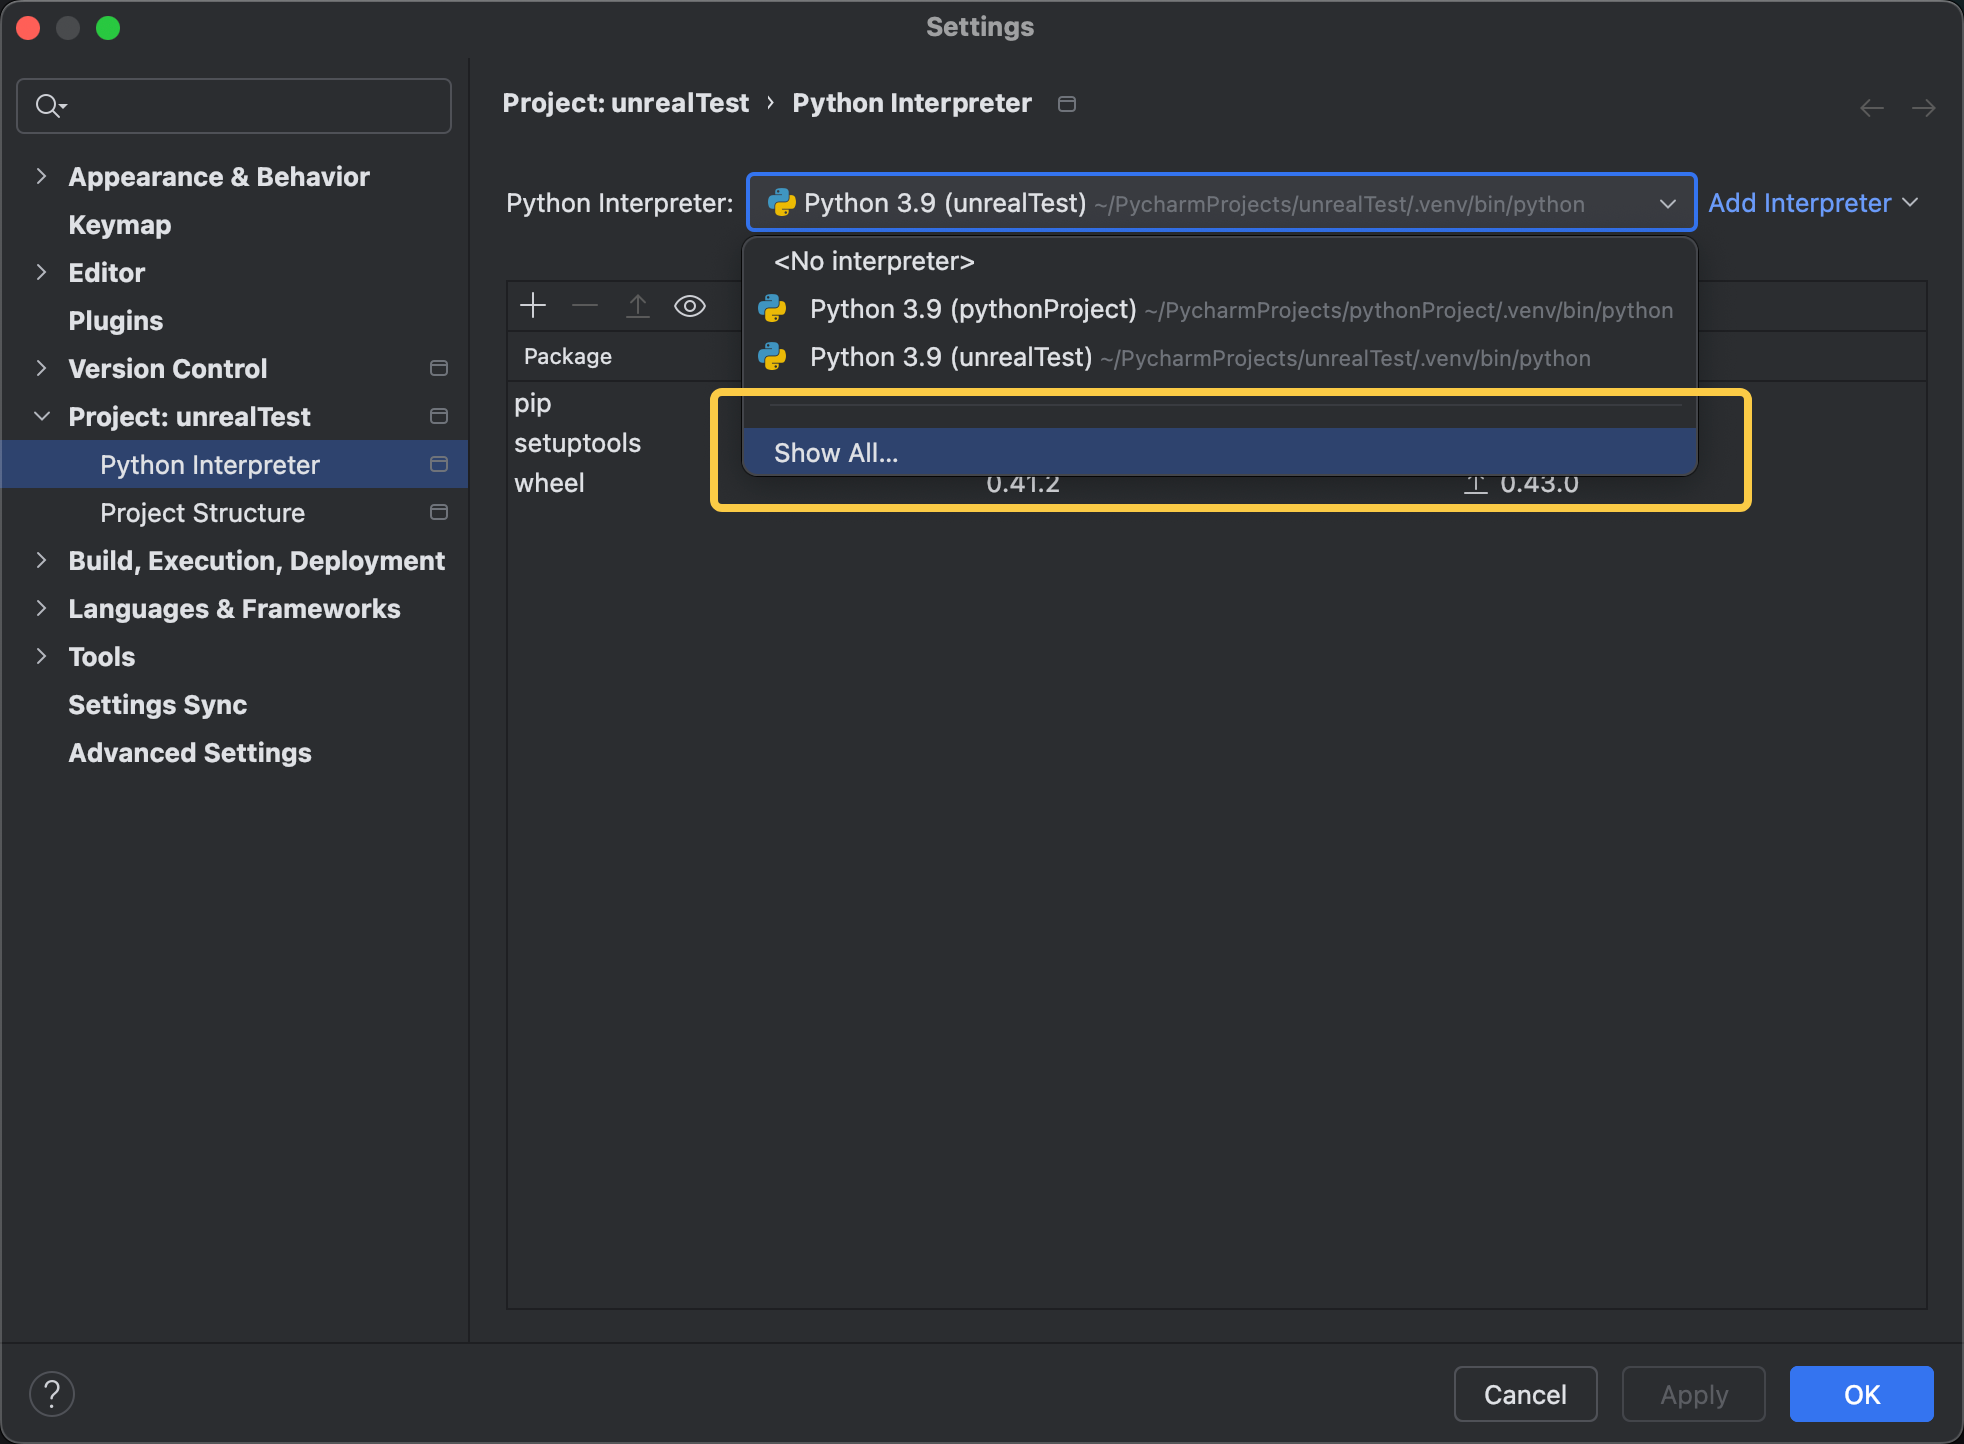 Settings
Appearance & Behavior
Keymap
Editor
Plugins
Version Control
Project: unrealTest
Python Interpreter
Project Structure
Build, Execution, Deployment
Languages & Frameworks
Tools
Settings Sync
Advanced Settings
Project: unrealTest › Python Interpreter
Python Interpreter: Python 3.9 (unrealTest) ~/PycharmProjects/unrealTest/.venv/bin/python Add Interpreter
<No interpreter>
Python 3.9 (pythonProject) ~/PycharmProjects/pythonProject/.venv/bin/python
Python 3.9 (unrealTest) ~/PycharmProjects/unrealTest/.venv/bin/python
Show All...
Package
pip
setuptools
wheel 0.41.2 0.43.0
? Cancel Apply OK